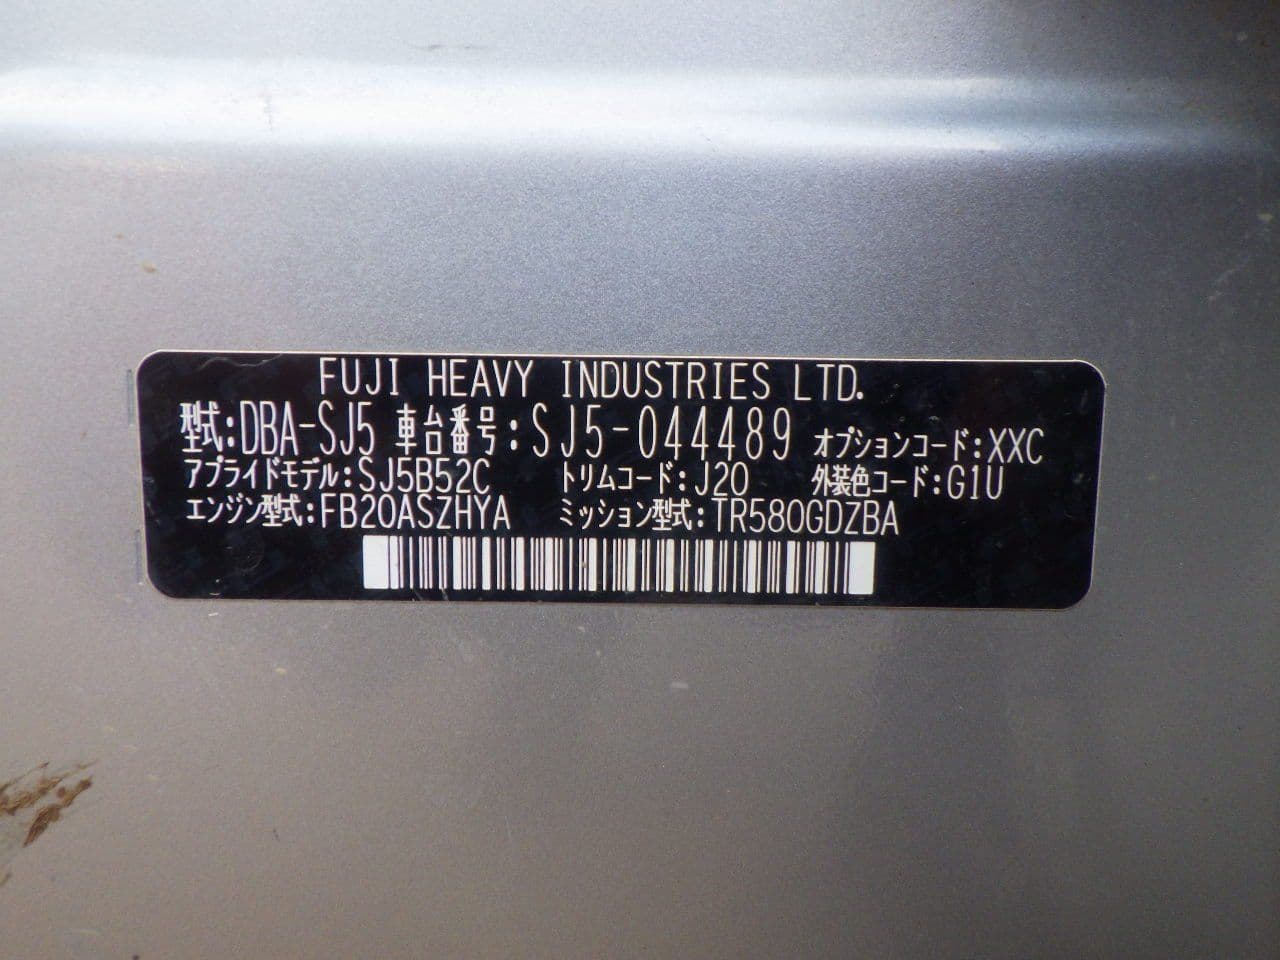 FUJI HEAVY INDUSTRIES LTD.
型式:DBA-SJ5 車台番号:SJ5-044489 オプションコード:XXC
アプライドモデル:SJ5B52C トリムコード:J20 外装色コード:G1U
エンジン型式:FB20ASZHYA ミッション型式:TR580GDZBA